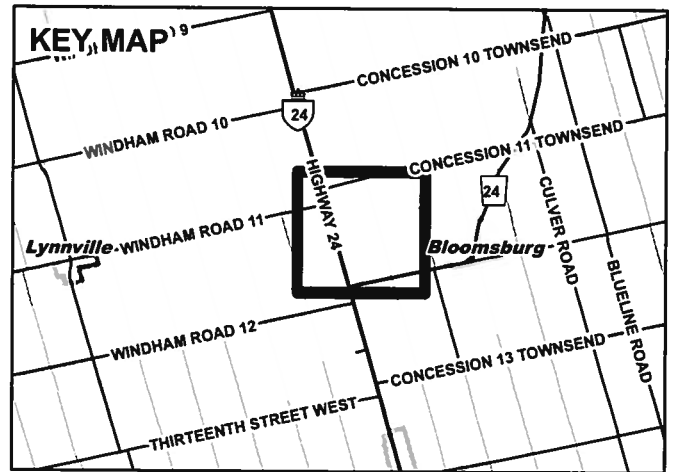 KEY MAP
9
CONCESSION 10 TOWNSEND
24
WINDHAM ROAD 10
CONCESSION 11 TOWNSEND
HIGHWAY 24
24
CULVER ROAD
Lynnville
WINDHAM ROAD 11
Bloomsburg
BLUELINE ROAD
WINDHAM ROAD 12
CONCESSION 13 TOWNSEND
THIRTEENTH STREET WEST